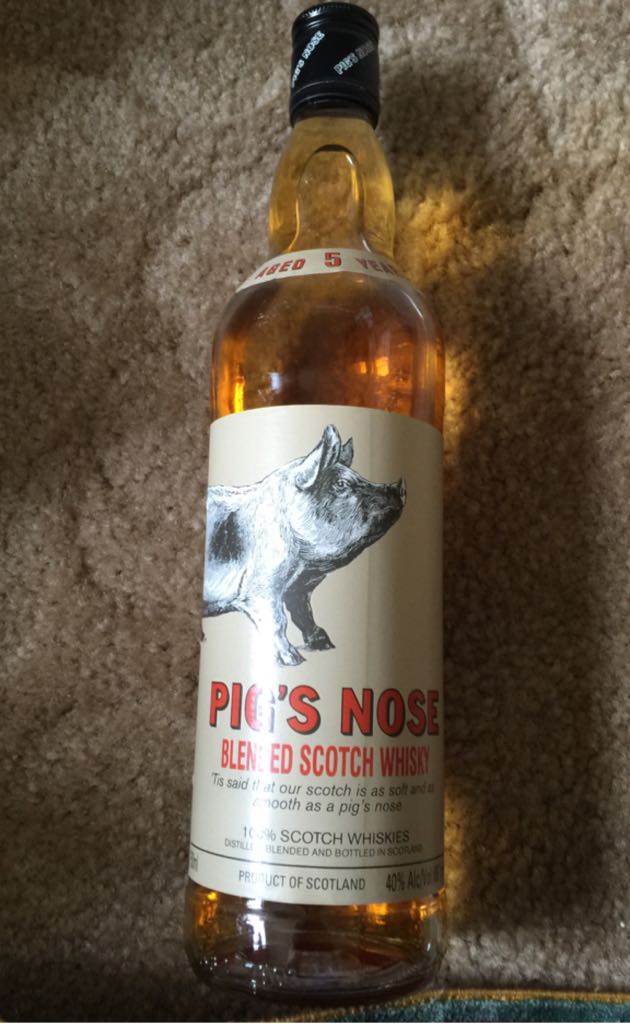 PIG'S NOSE
PIG'S
AGED 5
PIG'S NOSE
BLENDED SCOTCH WHISKY
'Tis said that our scotch is as soft and as
smooth as a pig's nose
100% SCOTCH WHISKIES
DISTILLED BLENDED AND BOTTLED IN SCOTLAND
PRODUCT OF SCOTLAND 40% Alc/Vol